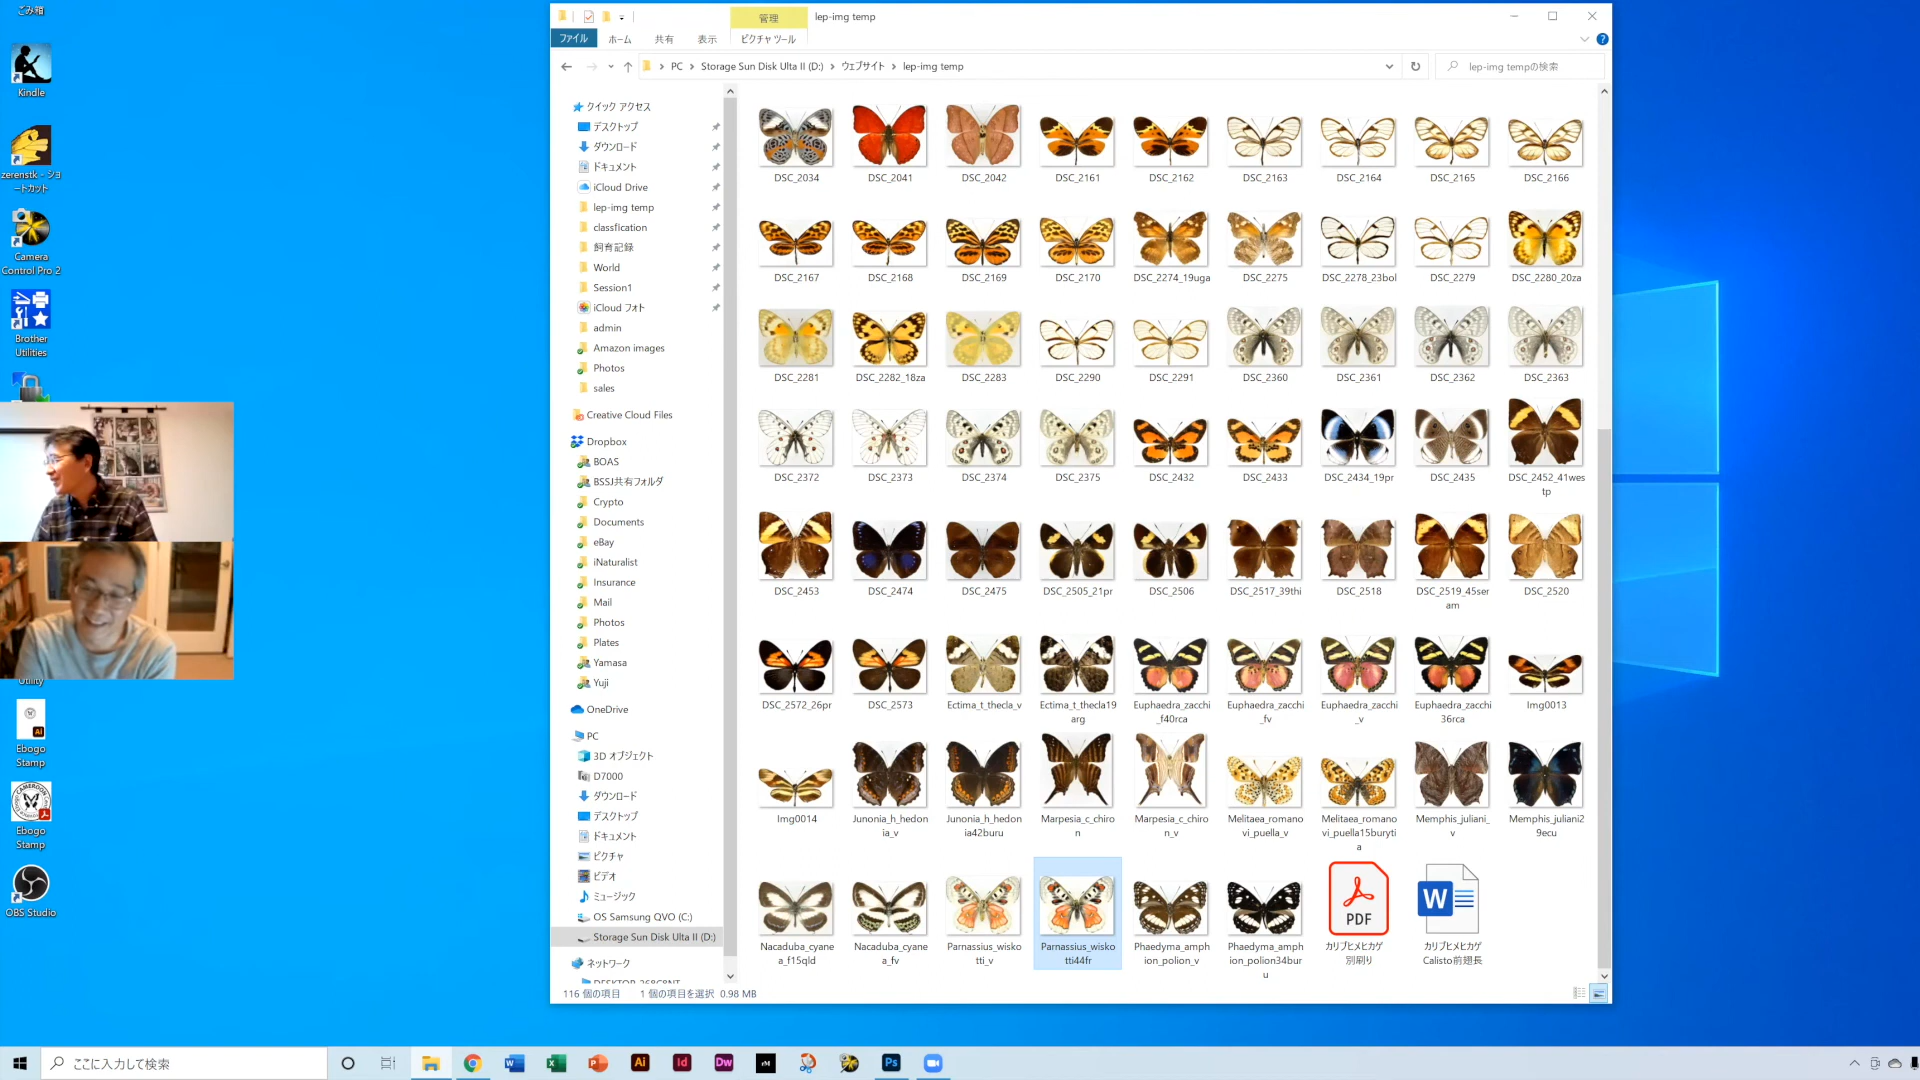 ごみ箱
Kindle
zerenstk - ショ
ートカット
Camera
Control Pro 2
Brother
Utilities
Utility
Ebogo
Stamp
Ebogo
Stamp
OBS Studio
管理
lep-img temp
ファイル
ホーム
共有
表示
ピクチャ ツール
PC
Storage Sun Disk Ulta II (D:)
ウェブサイト
lep-img temp
lep-img tempの検索
クイック アクセス
デスクトップ
ダウンロード
ドキュメント
iCloud Drive
lep-img temp
classfication
飼育記録
World
Session1
iCloud フォト
admin
Amazon images
Photos
sales
Creative Cloud Files
Dropbox
BOAS
BSSJ共有フォルダ
Crypto
Documents
eBay
iNaturalist
Insurance
Mail
Photos
Plates
Yamasa
Yuji
OneDrive
PC
3D オブジェクト
D7000
ダウンロード
デスクトップ
ドキュメント
ピクチャ
ビデオ
ミュージック
OS Samsung QVO (C:)
Storage Sun Disk Ulta II (D:)
ネットワーク
DSC_2034
DSC_2041
DSC_2042
DSC_2161
DSC_2162
DSC_2163
DSC_2164
DSC_2165
DSC_2166
DSC_2167
DSC_2168
DSC_2169
DSC_2170
DSC_2274_19uga
DSC_2275
DSC_2278_23bol
DSC_2279
DSC_2280_20za
DSC_2281
DSC_2282_18za
DSC_2283
DSC_2290
DSC_2291
DSC_2360
DSC_2361
DSC_2362
DSC_2363
DSC_2372
DSC_2373
DSC_2374
DSC_2375
DSC_2432
DSC_2433
DSC_2434_19pr
DSC_2435
DSC_2452_41wes
tp
DSC_2453
DSC_2474
DSC_2475
DSC_2505_21pr
DSC_2506
DSC_2517_39thi
DSC_2518
DSC_2519_45ser
am
DSC_2520
DSC_2572_26pr
DSC_2573
Ectima_t_thecla_v
Ectima_t_thecla19
arg
Euphaedra_zacchi
_f40rca
Euphaedra_zacchi
_fv
Euphaedra_zacchi
_v
Euphaedra_zacchi
36rca
Img0013
Img0014
Junonia_h_hedon
ia_v
Junonia_h_hedon
ia42buru
Marpesia_c_chiro
n
Marpesia_c_chiro
n_v
Melitaea_romano
vi_puella_v
Melitaea_romano
vi_puella15buryti
a
Memphis_juliani_
v
Memphis_juliani2
9ecu
Nacaduba_cyane
a_f15qld
Nacaduba_cyane
a_fv
Parnassius_wisko
tti_v
Parnassius_wisko
tti44fr
Phaedyma_amph
ion_polion_v
Phaedyma_amph
ion_polion34bur
u
PDF
カリブヒメヒカゲ
別刷り
W
カリブヒメヒカゲ
Calisto前翅長
116 個の項目
1 個の項目を選択 0.98 MB
ここに入力して検索